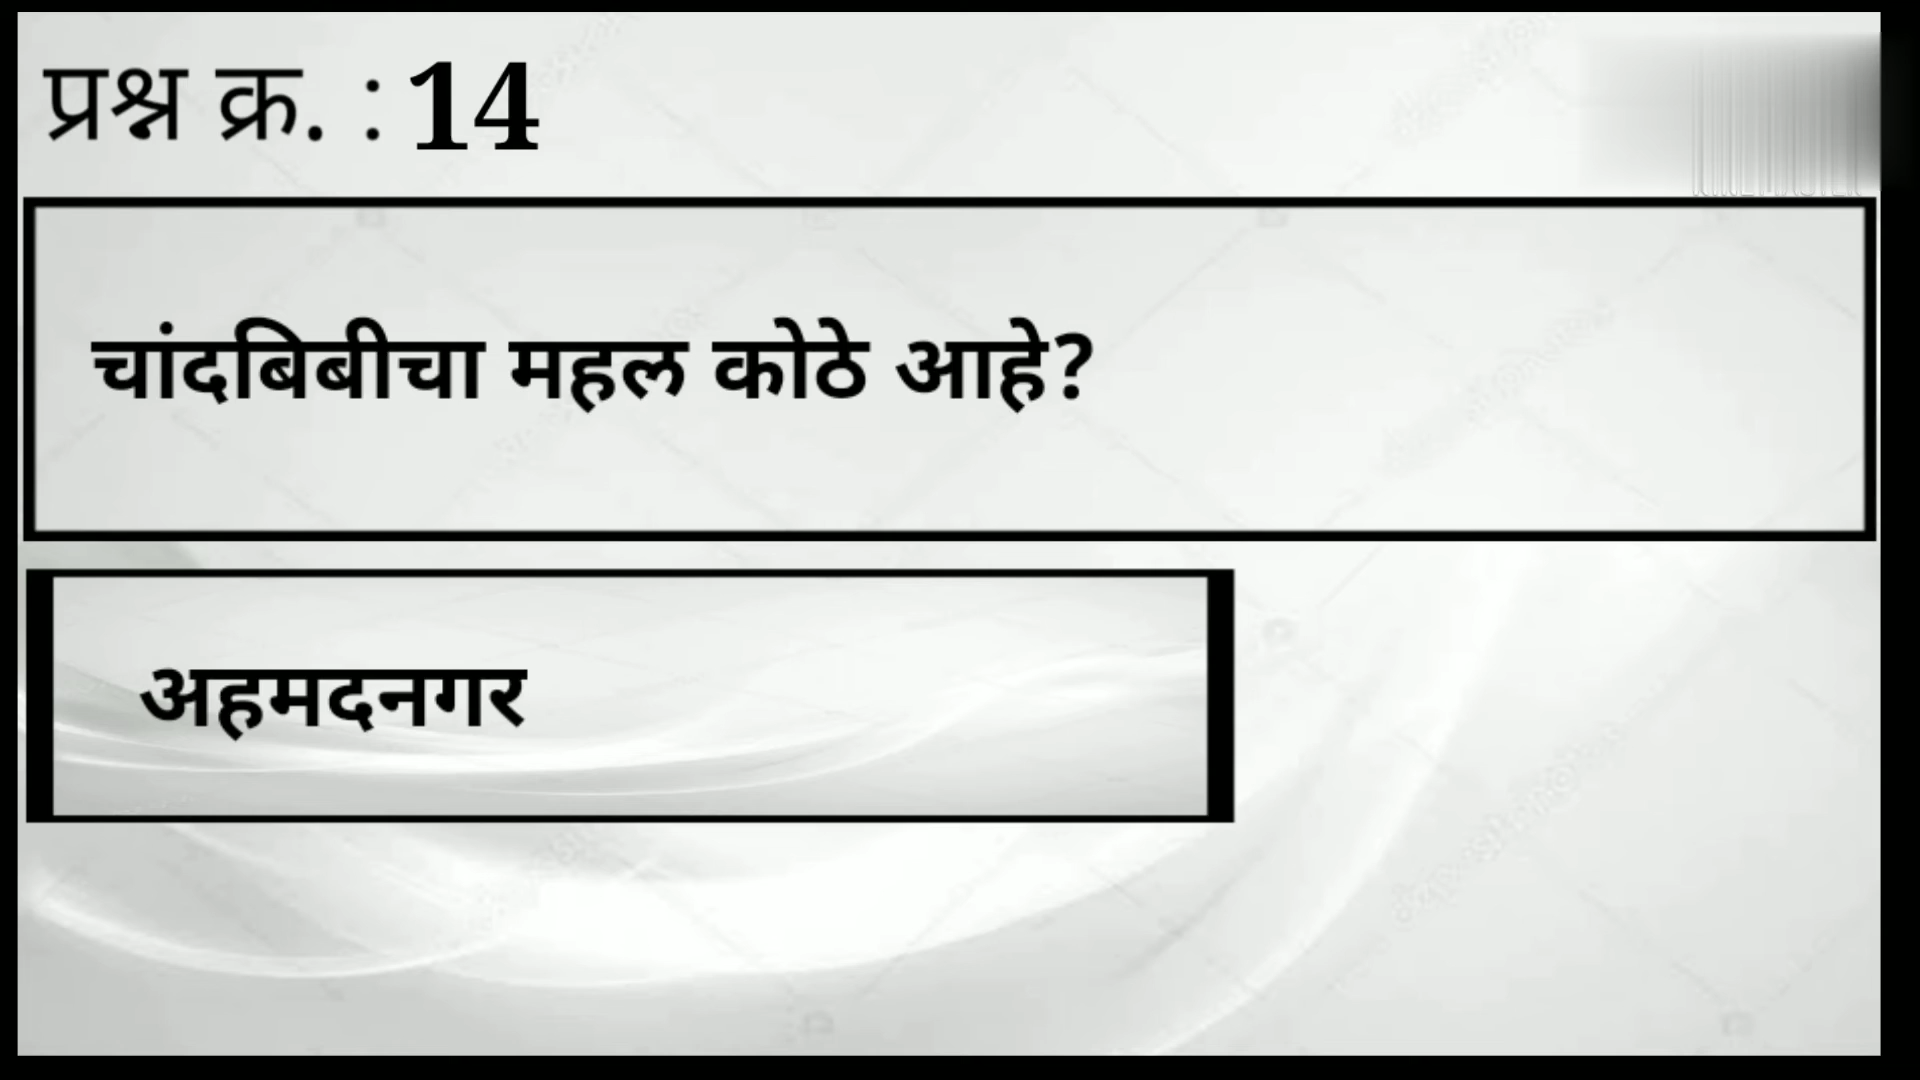 प्रश्न क्र. : 14
चांदबिबीचा महल कोठे आहे?
अहमदनगर